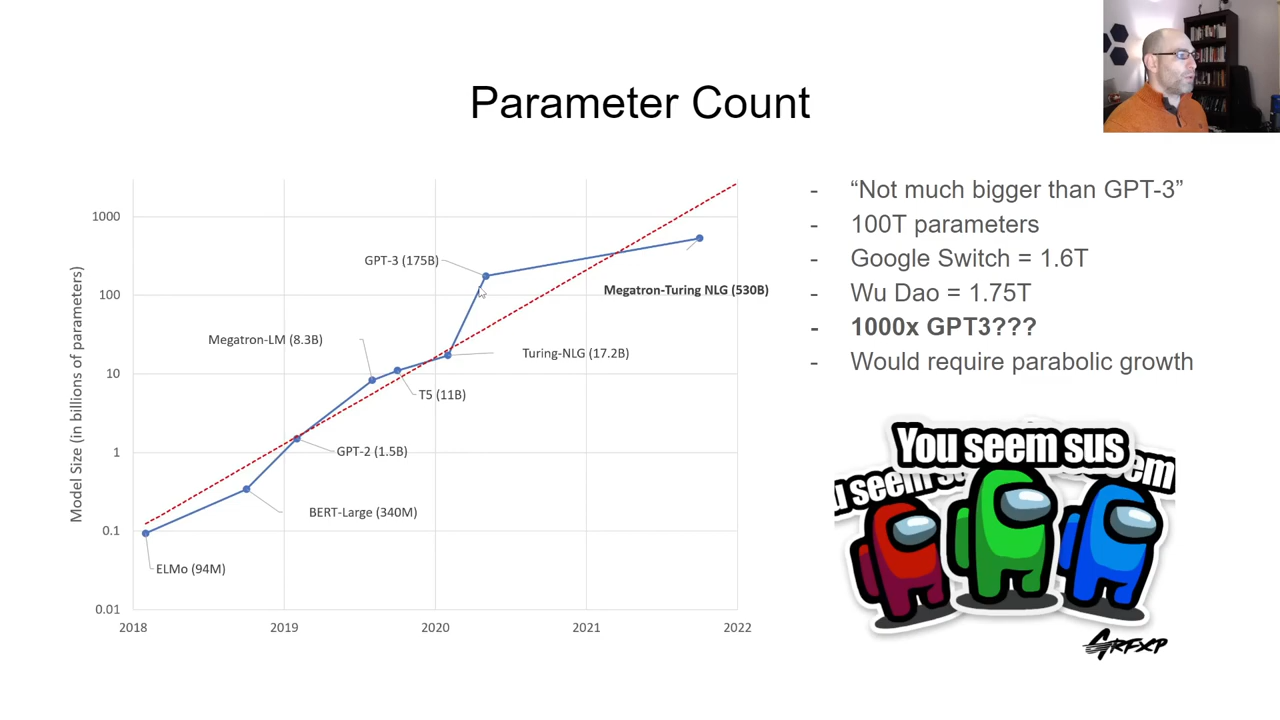 Parameter Count
Model Size (in billions of parameters)
1000
100
10
1
0.1
0.01
2018
2019
2020
2021
2022
GPT-3 (175B)
Megatron-Turing NLG (530B)
Megatron-LM (8.3B)
Turing-NLG (17.2B)
T5 (11B)
GPT-2 (1.5B)
BERT-Large (340M)
ELMo (94M)
- “Not much bigger than GPT-3”
- 100T parameters
- Google Switch = 1.6T
- Wu Dao = 1.75T
- 1000x GPT3???
- Would require parabolic growth
You seem sus
GRFXP